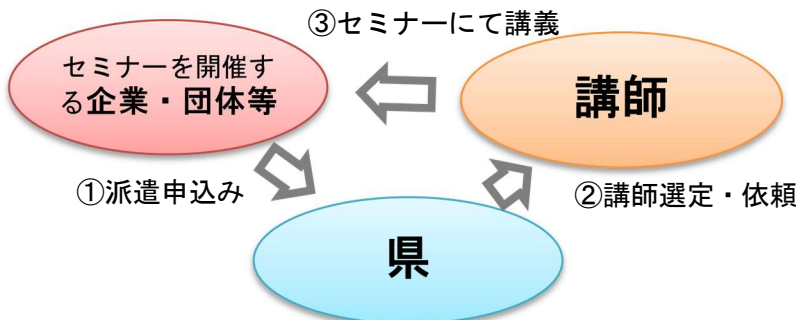 ③セミナーにて講義
セミナーを開催す
る企業・団体等
講師
①派遣申込み
②講師選定・依頼
県